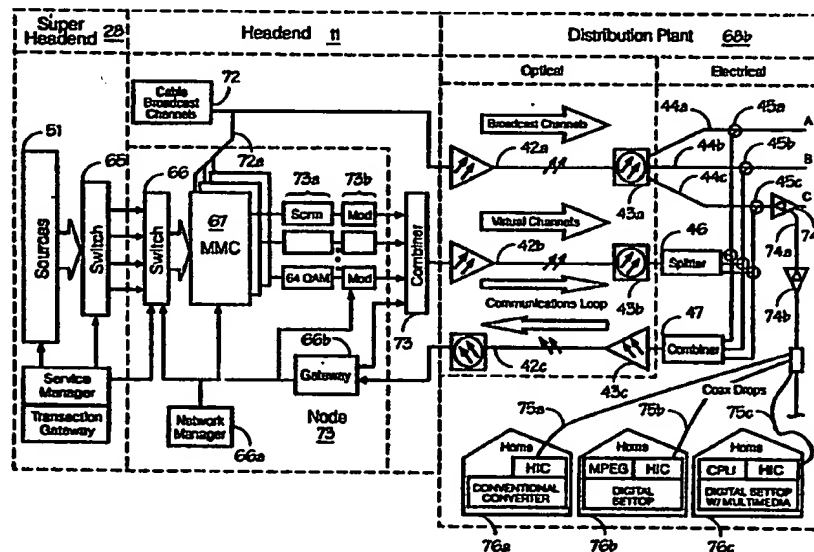 Super
Headend 28
Headend 11
Distribution Plant 68b
Optical
Electrical
72
Cable
Broadcast
Channels
72a
51
Sources
65
Switch
66
Switch
67
MMC
73a
73b
Scrm
Mod
64 QAM
Mod
Combiner
73
Broadcast Channels
42a
43a
44a
44b
44c
45a
45b
45c
A
B
C
74
74a
74b
Virtual Channels
42b
43b
46
Splitter
Communications Loop
47
Combiner
42c
43c
66b
Gateway
Service
Manager
Transaction
Gateway
Network
Manager
66a
Node
73
Coax Drops
75a
75b
75c
Home
HIC
CONVENTIONAL
CONVERTER
76a
Home
MPEG
HIC
DIGITAL
SETTOP
76b
Home
CPU
HIC
DIGITAL SETTOP
W/ MULTIMEDIA
76c